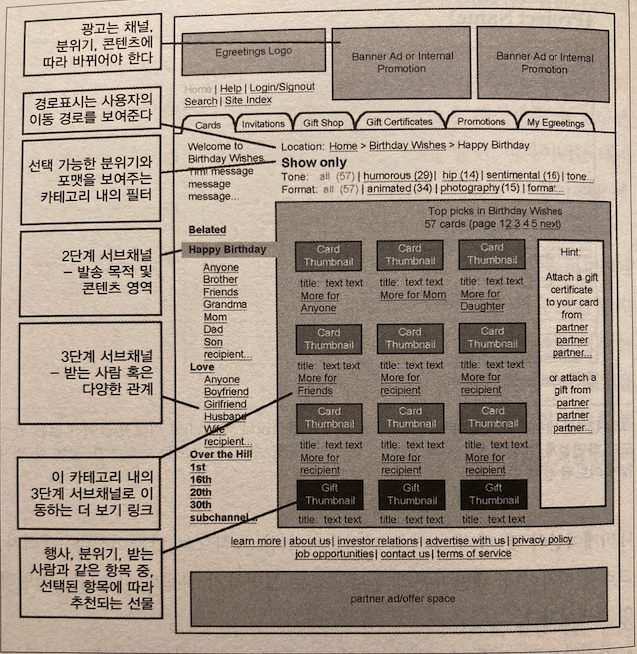 광고는 채널,
분위기, 콘텐츠에
따라 바뀌어야 한다
경로표시는 사용자의
이동 경로를 보여준다
선택 가능한 분위기와
포맷을 보여주는
카테고리 내의 필터
2단계 서브채널
– 발송 목적 및
콘텐츠 영역
3단계 서브채널
– 받는 사람 혹은
다양한 관계
이 카테고리 내의
3단계 서브채널로 이
동하는 더 보기 링크
행사, 분위기, 받는
사람과 같은 항목 중,
선택된 항목에 따라
추천되는 선물
Egreetings Logo
Banner Ad or Internal
Promotion
Banner Ad or Internal
Promotion
Home | Help | Login/Signout
Search | Site Index
Cards
Invitations
Gift Shop
Gift Certificates
Promotions
My Egreetings
Welcome to
Birthday Wishes,
Tim! message
message
message...
Location: Home > Birthday Wishes > Happy Birthday
Show only
Tone: all (57) | humorous (29) | hip (14) | sentimental (16) | tone...
Format: all (57) | animated (34) | photography (15) | format...
Belated
Happy Birthday
Anyone
Brother
Friends
Grandma
Mom
Dad
Son
recipient...
Love
Anyone
Boyfriend
Girlfriend
Husband
Wife
recipient...
Over the Hill
1st
16th
20th
30th
subchannel...
Top picks in Birthday Wishes
57 cards (page 1 2 3 4 5 next)
Card
Thumbnail
title: text text
More for
Anyone
Card
Thumbnail
title: text text
More for Mom
Card
Thumbnail
title: text text
More for
Daughter
Card
Thumbnail
title: text text
More for
Friends
Card
Thumbnail
title: text text
More for
recipient
Card
Thumbnail
title: text text
More for
recipient
Card
Thumbnail
title: text text
More for
recipient
Card
Thumbnail
title: text text
More for
recipient
Card
Thumbnail
title: text text
More for
recipient
Gift
Thumbnail
title: text text
Gift
Thumbnail
title: text text
Gift
Thumbnail
title: text text
Hint:
Attach a gift
certificate
to your card
from
partner
partner
partner...
or attach a
gift from
partner
partner
partner...
learn more | about us | investor relations | advertise with us | privacy policy
job opportunities | contact us | terms of service
partner ad/offer space